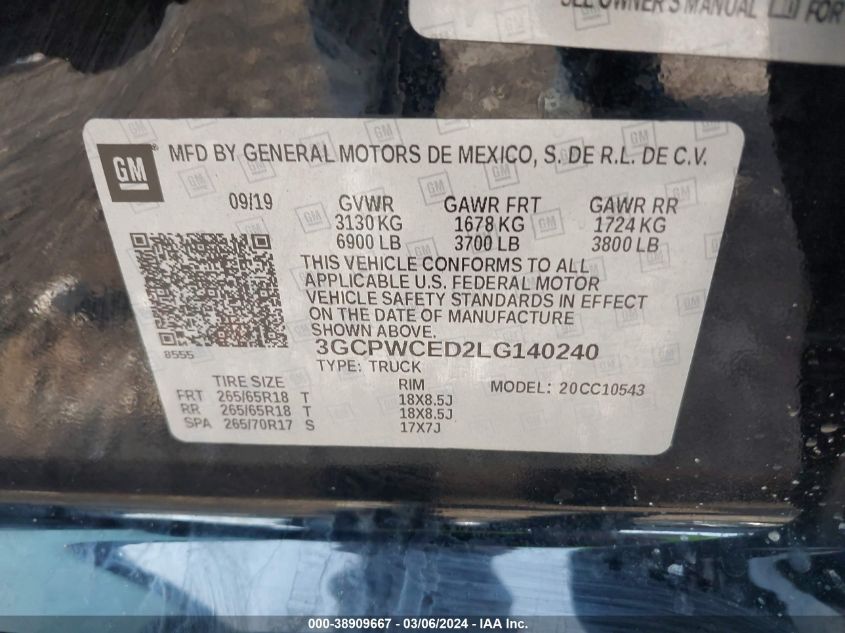 SEE OWNER'S MANUAL FOR
GM
MFD BY GENERAL MOTORS DE MEXICO, S. DE R.L. DE C.V.
09/19 GVWR GAWR FRT GAWR RR
3130 KG 1678 KG 1724 KG
6900 LB 3700 LB 3800 LB
THIS VEHICLE CONFORMS TO ALL
APPLICABLE U.S. FEDERAL MOTOR
VEHICLE SAFETY STANDARDS IN EFFECT
ON THE DATE OF MANUFACTURE
SHOWN ABOVE.
8555
3GCPWCED2LG140240
TYPE: TRUCK
TIRE SIZE RIM MODEL: 20CC10543
FRT 265/65R18 T 18X8.5J
RR 265/65R18 T 18X8.5J
SPA 265/70R17 S 17X7J
000-38909667 - 03/06/2024 - IAA Inc.